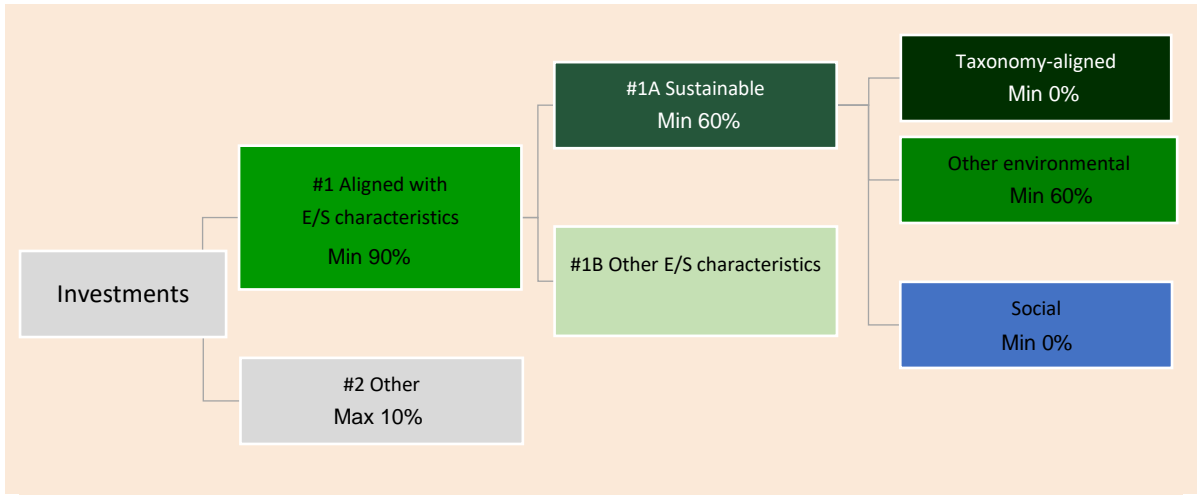 Investments
#1 Aligned with
E/S characteristics
Min 90%
#2 Other
Max 10%
#1A Sustainable
Min 60%
#1B Other E/S characteristics
Taxonomy-aligned
Min 0%
Other environmental
Min 60%
Social
Min 0%